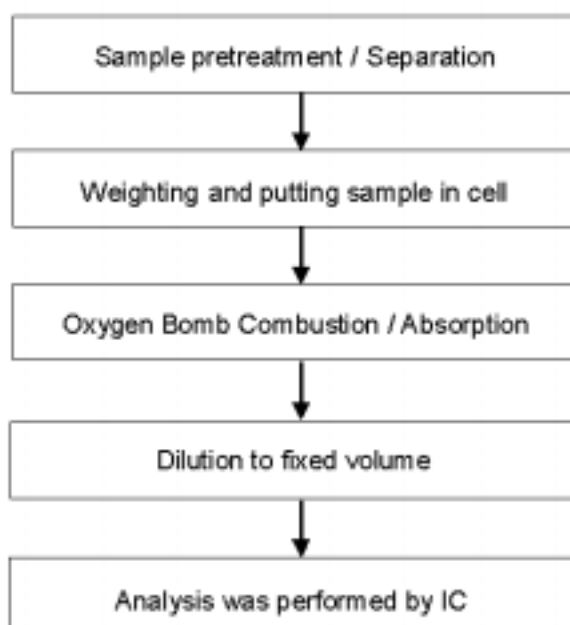 Sample pretreatment / Separation
Weighting and putting sample in cell
Oxygen Bomb Combustion / Absorption
Dilution to fixed volume
Analysis was performed by IC